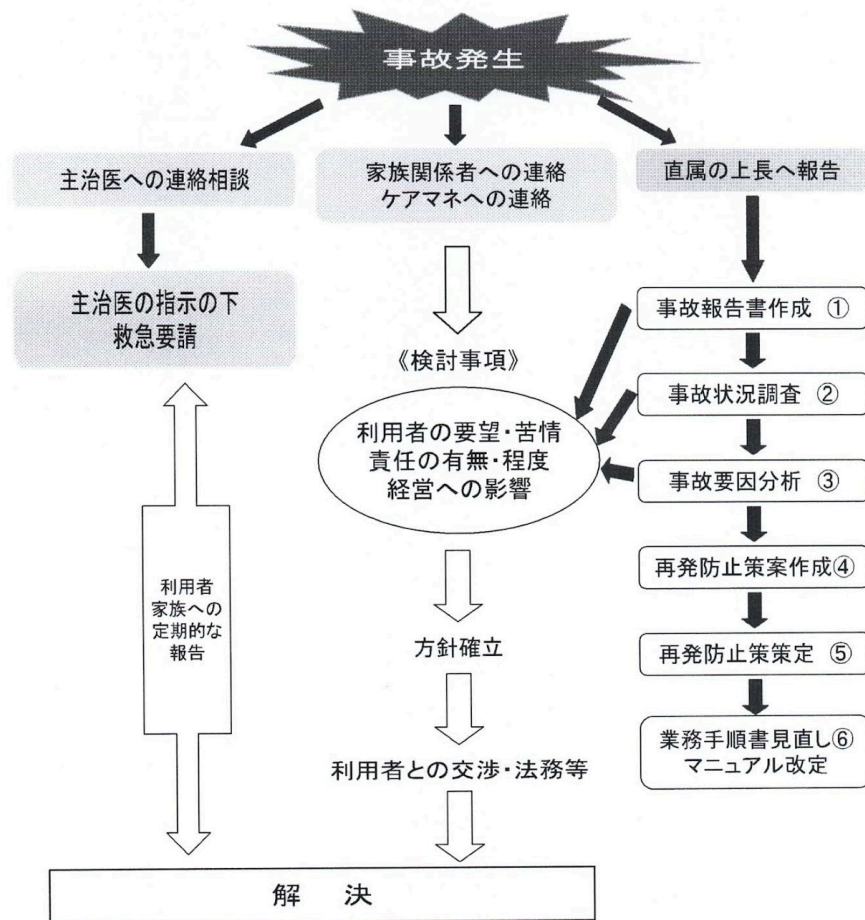 事故発生
主治医への連絡相談
家族関係者への連絡
ケアマネへの連絡
直属の上長へ報告
主治医の指示の下
救急要請
事故報告書作成 ①
《検討事項》
事故状況調査 ②
利用者の要望・苦情
責任の有無・程度
経営への影響
事故要因分析 ③
再発防止策案作成④
利用者
家族への
定期的な
報告
方針確立
再発防止策策定 ⑤
業務手順書見直し⑥
マニュアル改定
利用者との交渉・法務等
解 決